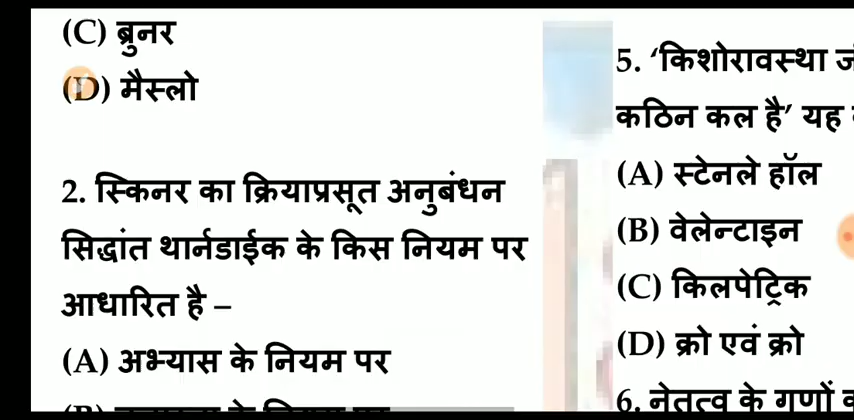 (C) ब्रुनर
(D) मैस्लो
2. स्किनर का क्रियाप्रसूत अनुबंधन
सिद्धांत थार्नडाईक के किस नियम पर
आधारित है –
(A) अभ्यास के नियम पर
5. ‘किशोरावस्था
कठिन कल है’ यह
(A) स्टेनले हॉल
(B) वेलेन्टाइन
(C) किलपेट्रिक
(D) क्रो एवं क्रो
6. नेतृत्व के गुणों